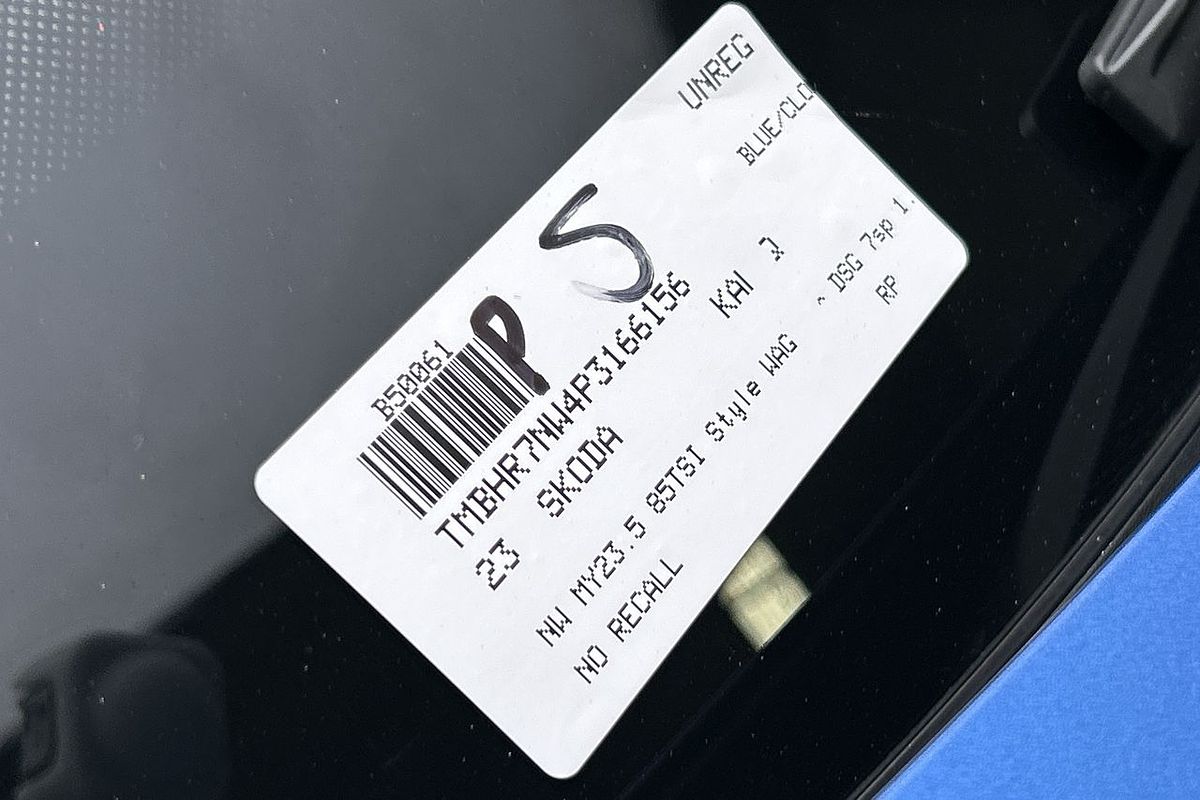 UNREG
BLUE/CLO
P S
B50061
TMBHR7NW4P3166156
23 SKODA KAI
NW MY23.5 85TSI Style WAG ^ DSG 7sp 1.
NO RECALL RP